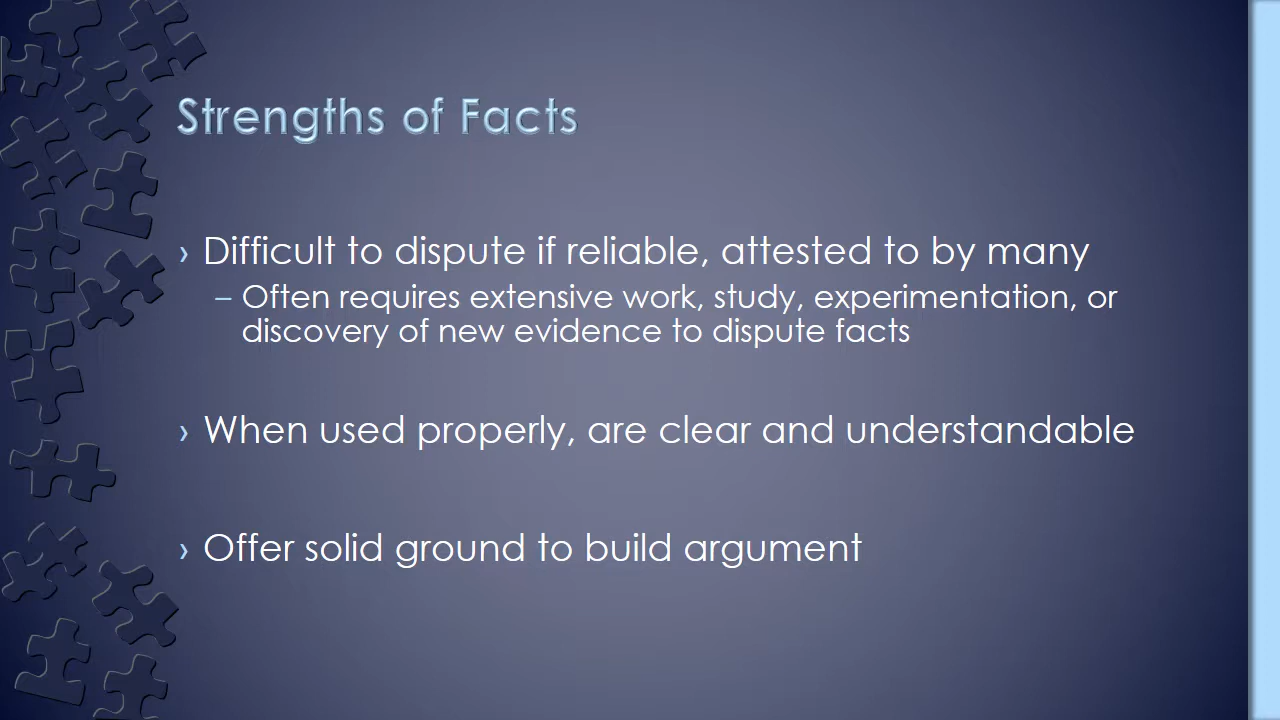 Strengths of Facts
› Difficult to dispute if reliable, attested to by many
– Often requires extensive work, study, experimentation, or
discovery of new evidence to dispute facts
› When used properly, are clear and understandable
› Offer solid ground to build argument